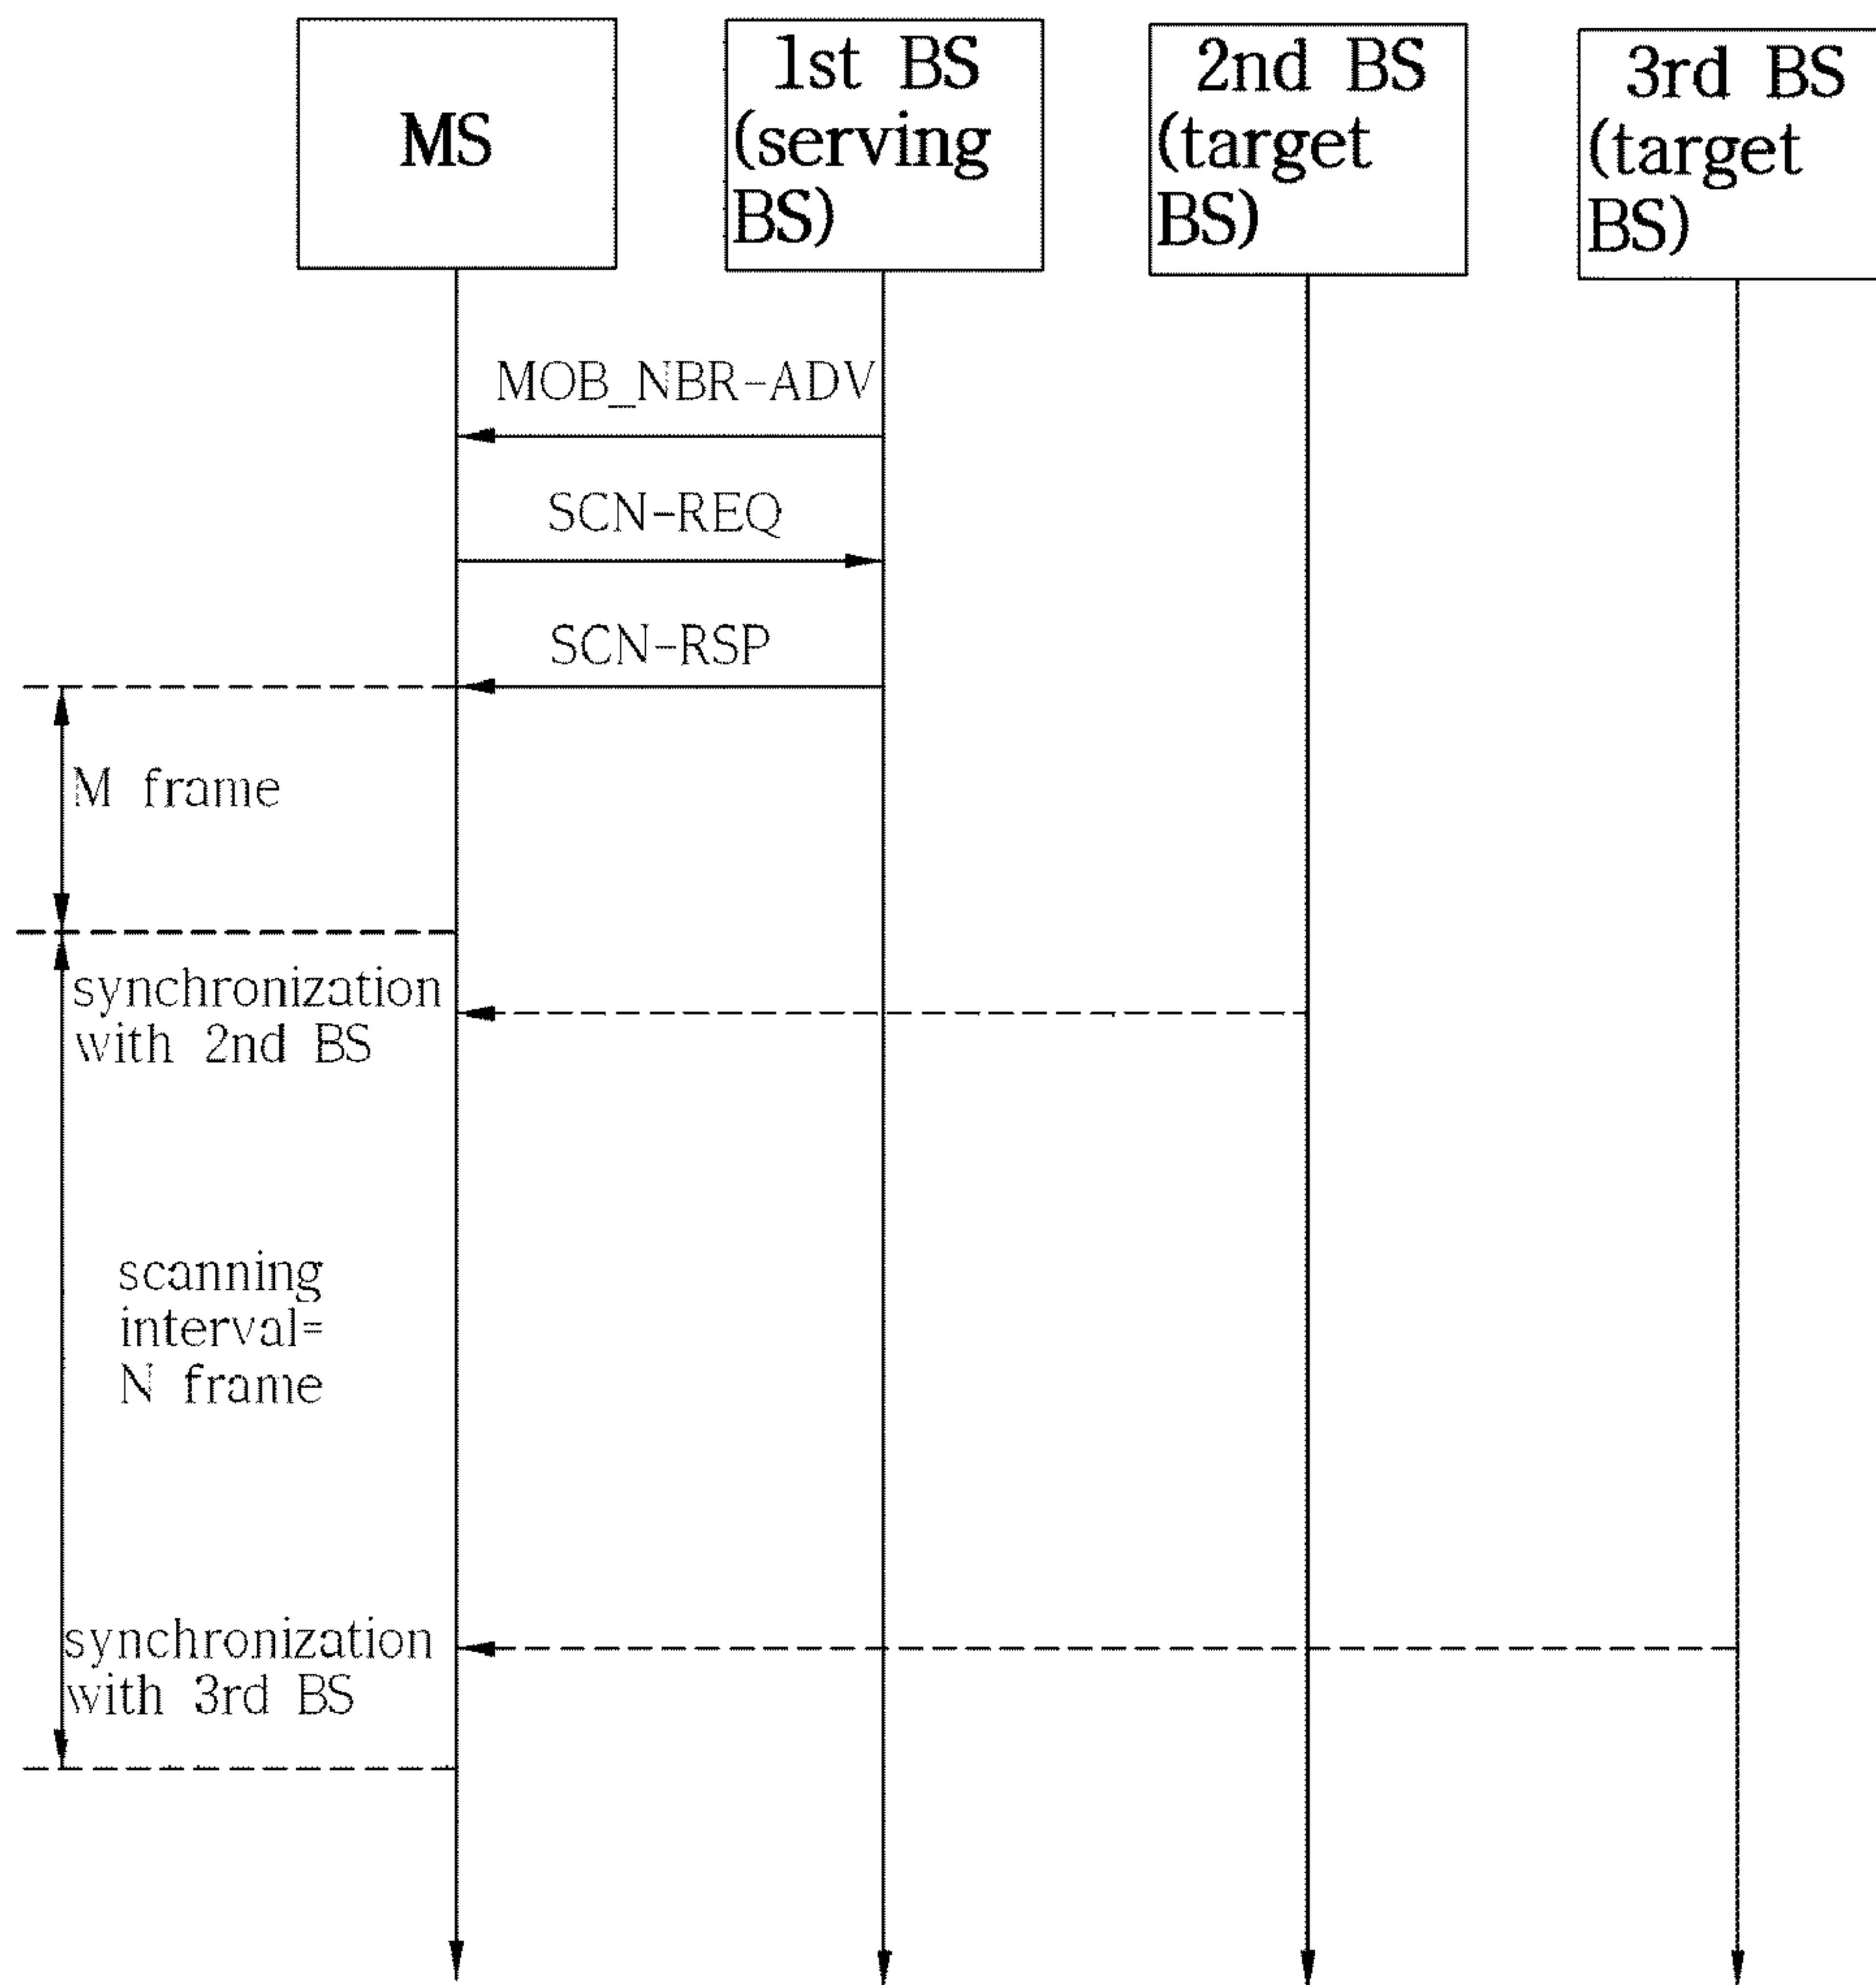 MS
1st BS
(serving
BS)
2nd BS
(target
BS)
3rd BS
(target
BS)
MOB_NBR-ADV
SCN-REQ
SCN-RSP
M frame
synchronization
with 2nd BS
scanning
interval=
N frame
synchronization
with 3rd BS